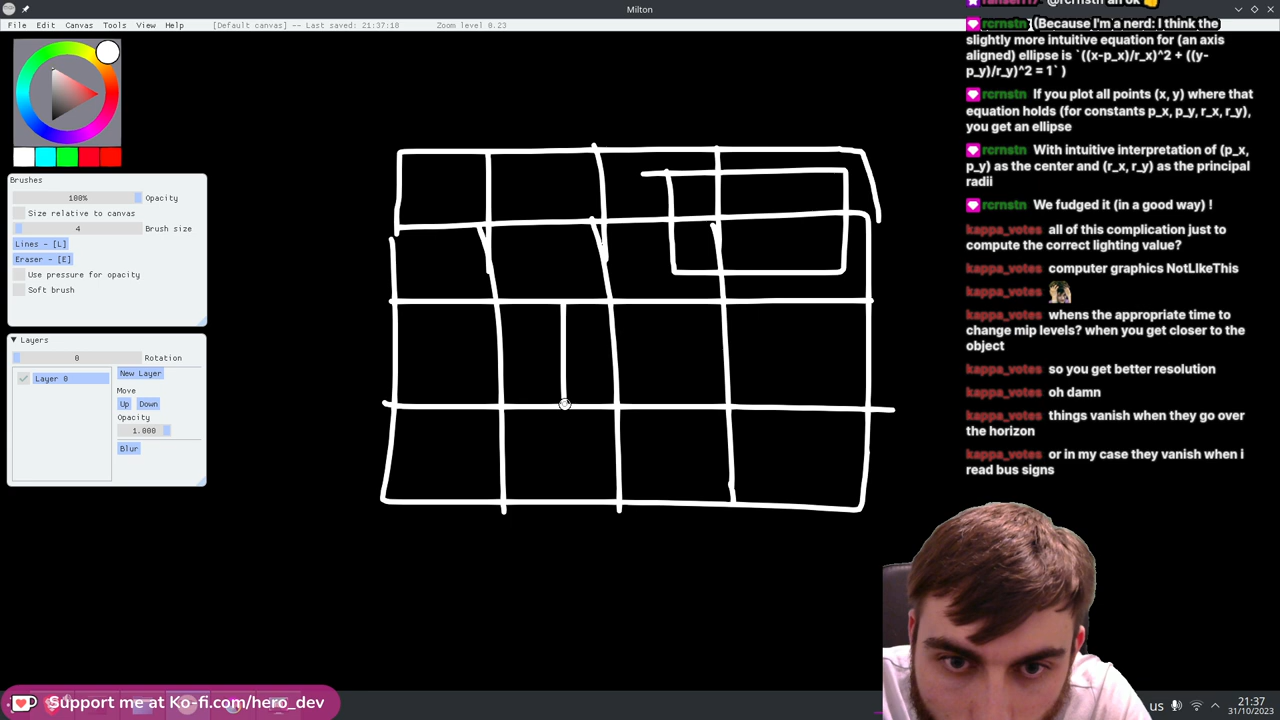 Milton
File Edit Canvas Tools View Help [Default canvas] -- Last saved: 21:37:18 Zoom level 8.23
Brushes
100% Opacity
Size relative to canvas
4 Brush size
Lines - [L]
Eraser - [E]
Use pressure for opacity
Soft brush
Layers
0 Rotation
Layer 0
New Layer
Move
Up Down
Opacity
1.000
Blur
rcrnstn (Because I'm a nerd: I think the
slightly more intuitive equation for (an axis
aligned) ellipse is `((x-p_x)/r_x)^2 + ((y-
p_y)/r_y)^2 = 1` )
rcrnstn If you plot all points (x, y) where that
equation holds (for constants p_x, p_y, r_x, r_y),
you get an ellipse
rcrnstn With intuitive interpretation of (p_x,
p_y) as the center and (r_x, r_y) as the principal
radii
rcrnstn We fudged it (in a good way) !
kappa_votes all of this complication just to
compute the correct lighting value?
kappa_votes computer graphics NotLIkeThis
kappa_votes
kappa_votes whens the appropriate time to
change mip levels? when you get closer to the
object
kappa_votes so you get better resolution
kappa_votes oh damn
kappa_votes things vanish when they go over
the horizon
kappa_votes or in my case they vanish when i
read bus signs
Support me at Ko-fi.com/hero_dev
us
21:37
31/10/2023